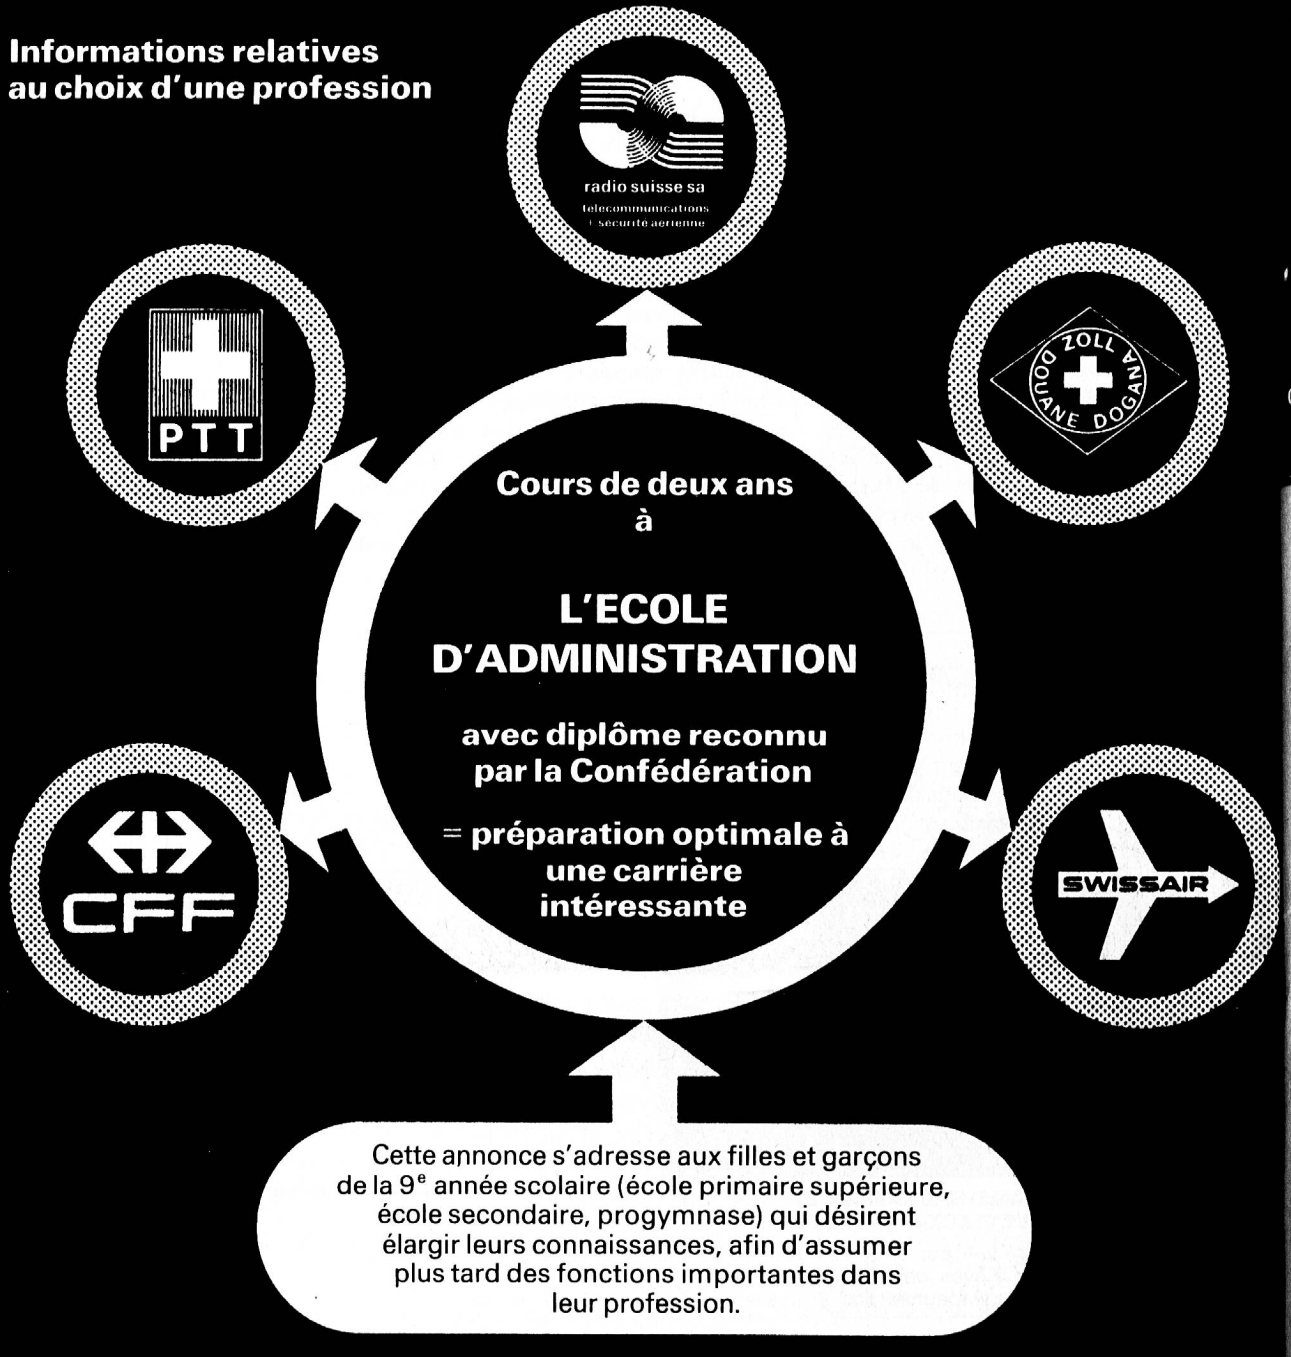 Informations relatives
au choix d'une profession
radio suisse sa
télécommunications
+ sécurité aérienne
PTT
ZOLL DOGANA DOUANE
Cours de deux ans
à
L'ECOLE
D'ADMINISTRATION
avec diplôme reconnu
par la Confédération
= préparation optimale à
une carrière
intéressante
CFF
SWISSAIR
Cette annonce s'adresse aux filles et garçons
de la 9e année scolaire (école primaire supérieure,
école secondaire, progymnase) qui désirent
élargir leurs connaissances, afin d'assumer
plus tard des fonctions importantes dans
leur profession.